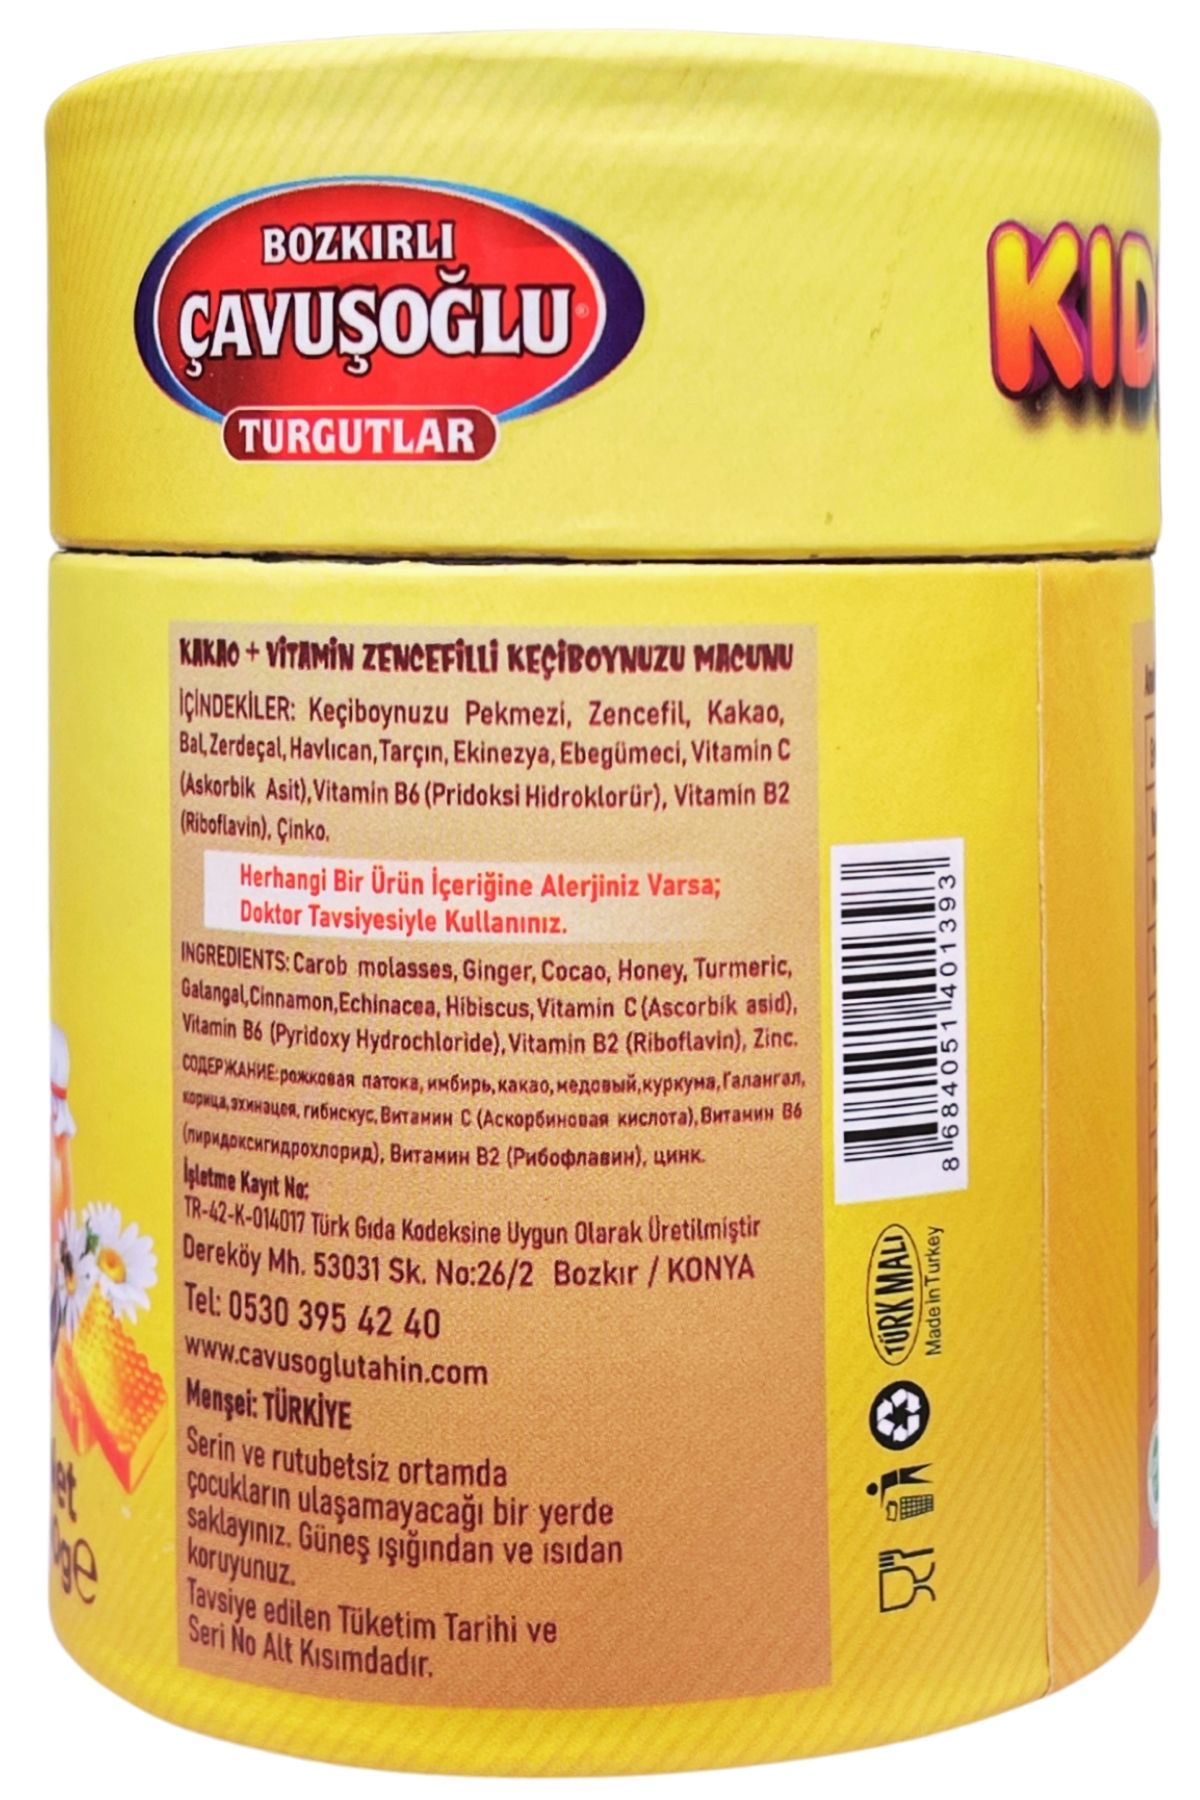 BOZKIRLI
ÇAVUŞOĞLU®
TURGUTLAR
KAKAO + VİTAMİN ZENCEFİLLİ KEÇİBOYNUZU MACUNU
İÇİNDEKİLER: Keçiboynuzu Pekmezi, Zencefil, Kakao,
Bal, Zerdeçal, Havlıcan, Tarçın, Ekinezya, Ebegümeci, Vitamin C
(Askorbik Asit), Vitamin B6 (Pridoksi Hidroklorür), Vitamin B2
(Riboflavin), Çinko.
Herhangi Bir Ürün İçeriğine Alerjiniz Varsa;
Doktor Tavsiyesiyle Kullanınız.
INGREDIENTS: Carob molasses, Ginger, Cocao, Honey, Turmeric,
Galangal,Cinnamon,Echinacea, Hibiscus, Vitamin C (Ascorbik asid),
Vitamin B6 (Pyridoxy Hydrochloride), Vitamin B2 (Riboflavin), Zinc.
СОДЕРЖАНИЕ:рожковая патока, имбирь, какао, медовый,куркума,Галангал,
корица,эхинацея, гибискус, Витамин C (Аскорбиновая кислота), Витамин B6
(пиридоксигидрохлорид), Витамин B2 (Рибофлавин), цинк.
İşletme Kayıt No:
TR-42-K-014017 Türk Gıda Kodeksine Uygun Olarak Üretilmiştir
Dereköy Mh. 53031 Sk. No:26/2 Bozkır / KONYA
Tel: 0530 395 42 40
www.cavusoglutahin.com
Menşei: TÜRKİYE
Serin ve rutubetsiz ortamda
çocukların ulaşamayacağı bir yerde
saklayınız. Güneş ışığından ve ısıdan
koruyunuz.
Tavsiye edilen Tüketim Tarihi ve
Seri No Alt Kısımdadır.
8 684051 401393
TÜRK MALI
Made in Turkey